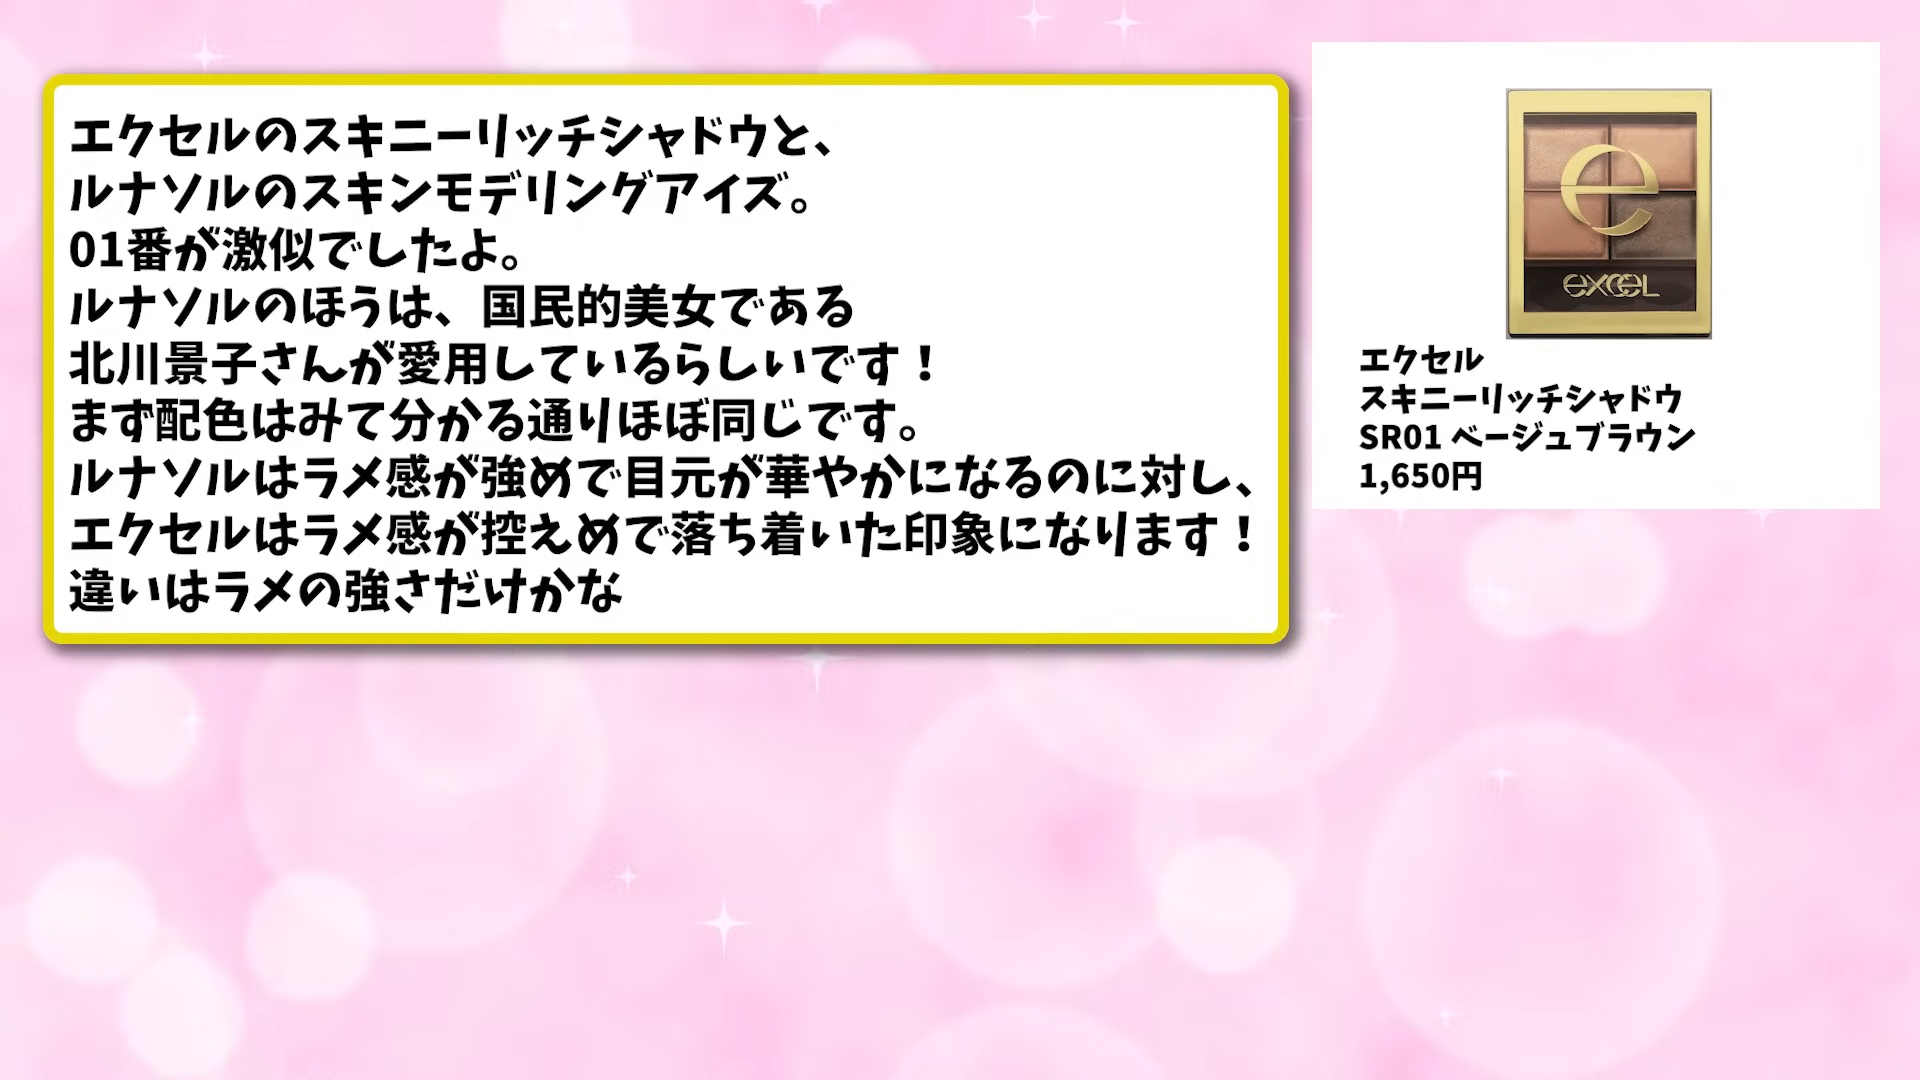 エクセルのスキニーリッチシャドウと、
ルナソルのスキンモデリングアイズ。
01番が激似でしたよ。
ルナソルのほうは、国民的美女である
北川景子さんが愛用しているらしいです！
まず配色はみて分かる通りほぼ同じです。
ルナソルはラメ感が強めで目元が華やかになるのに対し、
エクセルはラメ感が控えめで落ち着いた印象になります！
違いはラメの強さだけかな
e
excel
エクセル
スキニーリッチシャドウ
SR01 ベージュブラウン
1,650円